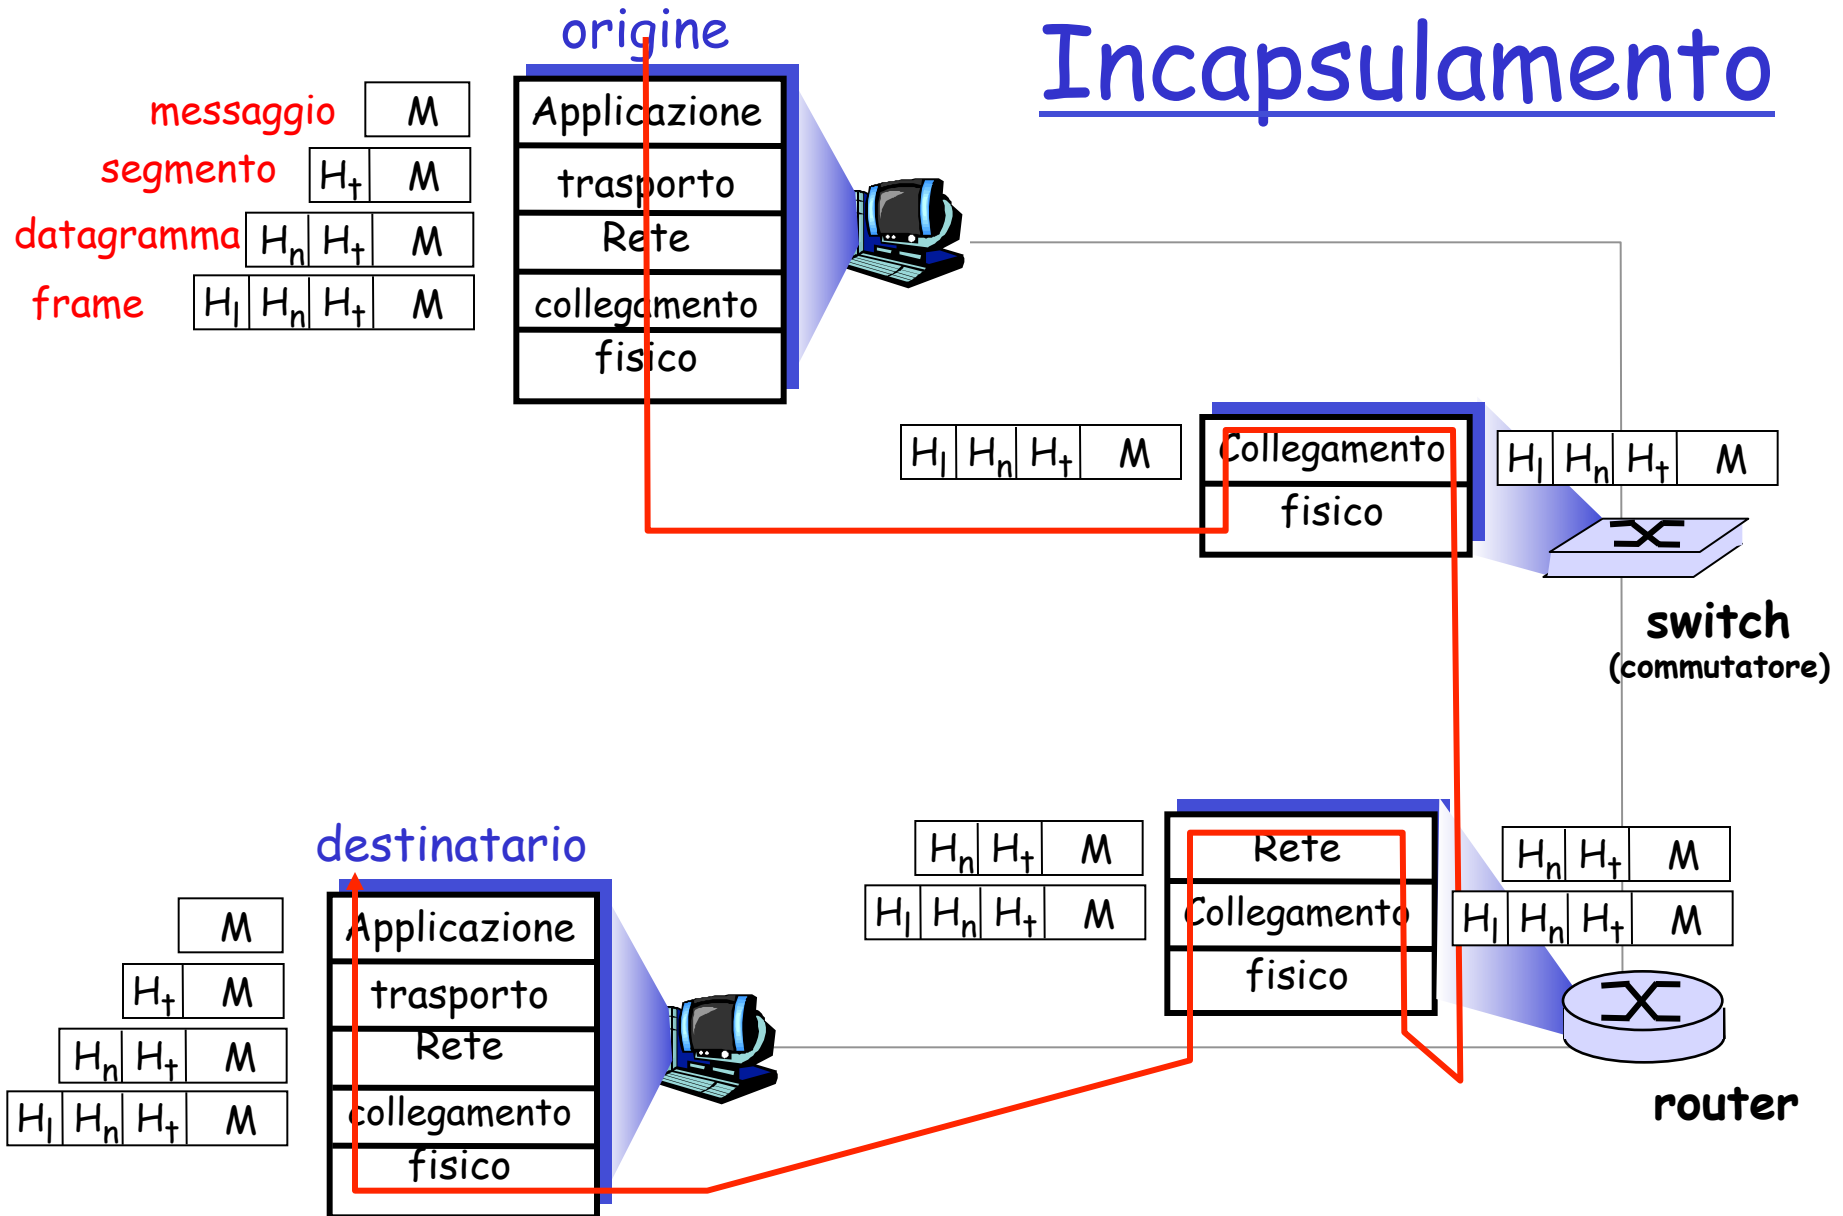 origine
Incapsulamento
messaggio M
segmento Ht M
datagramma Hn Ht M
frame Hl Hn Ht M
Applicazione
trasporto
Rete
collegamento
fisico
Hl Hn Ht M
Collegamento
fisico
Hl Hn Ht M
switch
(commutatore)
Hn Ht M
Hl Hn Ht M
Rete
Collegamento
fisico
Hn Ht M
Hl Hn Ht M
router
destinatario
M
Ht M
Hn Ht M
Hl Hn Ht M
Applicazione
trasporto
Rete
collegamento
fisico